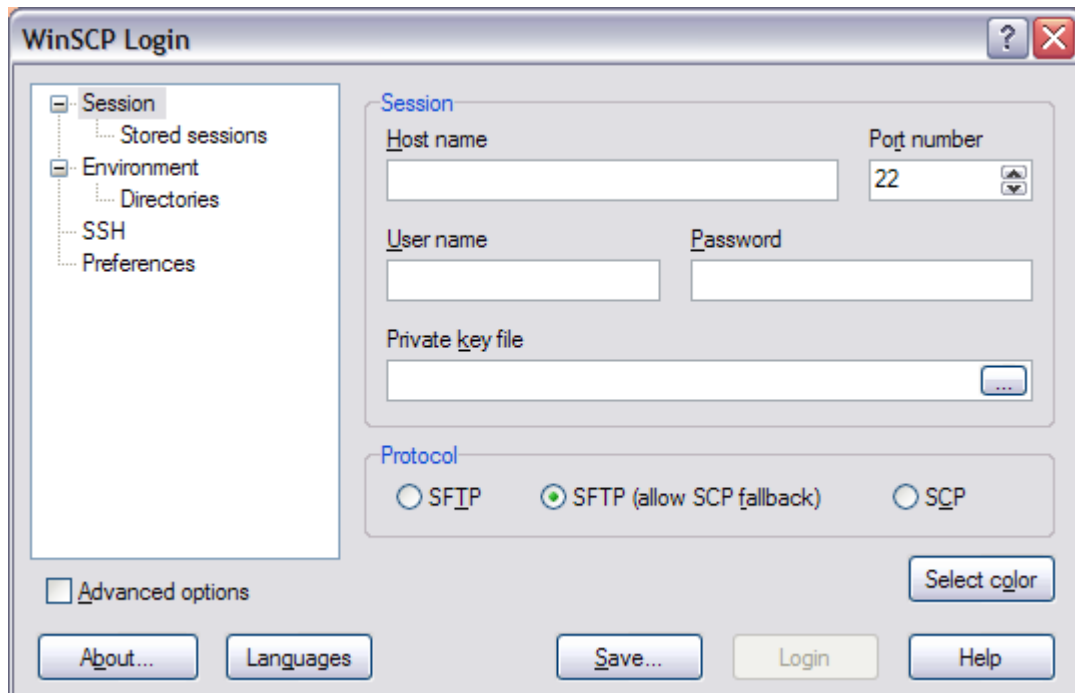 WinSCP Login
Session
Stored sessions
Environment
Directories
SSH
Preferences
Session
Host name
Port number
22
User name
Password
Private key file
...
Protocol
SFTP
SFTP (allow SCP fallback)
SCP
Advanced options
Select color
About...
Languages
Save...
Login
Help